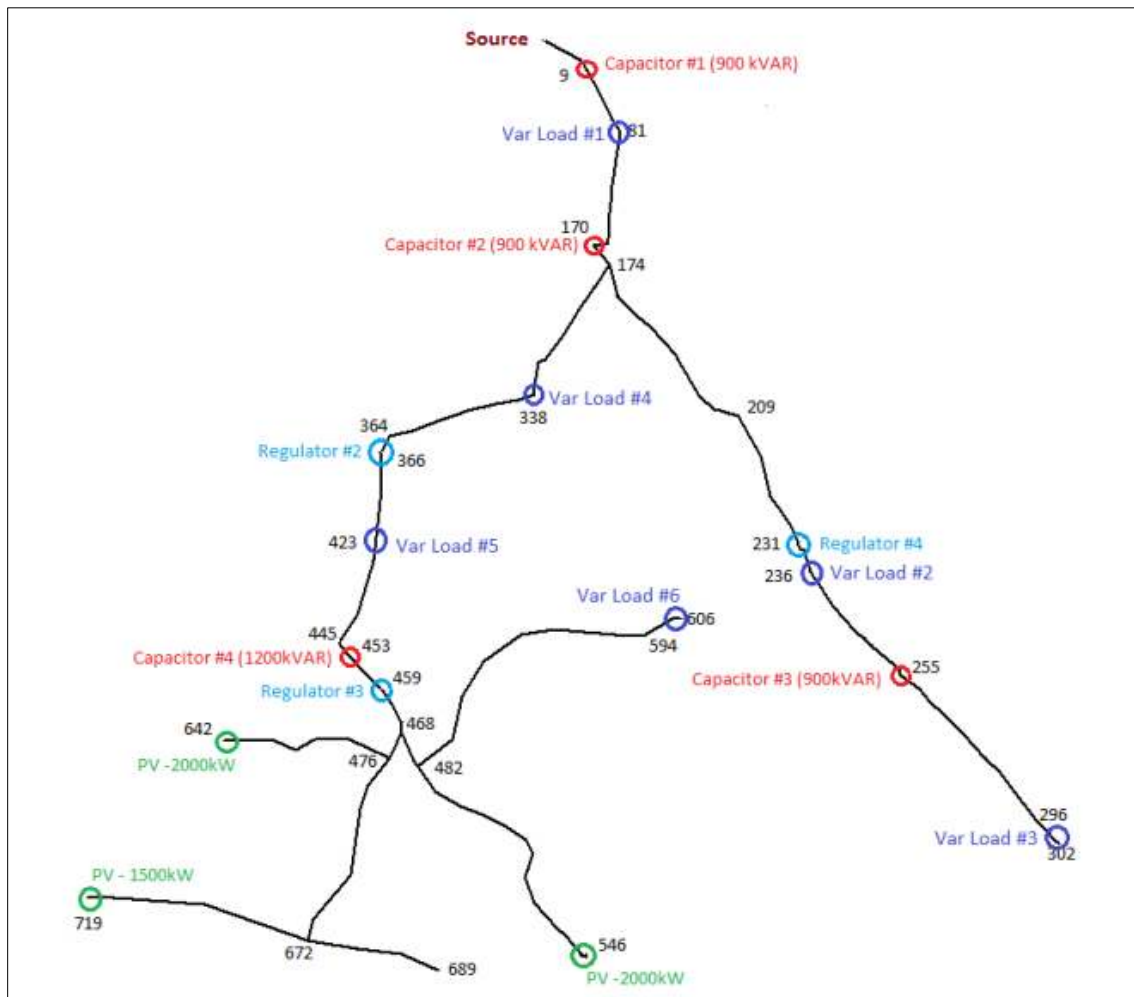 Source
Capacitor #1 (900 kVAR)
9
Var Load #1
81
170
Capacitor #2 (900 kVAR)
174
Var Load #4
338
209
364
Regulator #2
366
423
Var Load #5
231
Regulator #4
236
Var Load #2
Var Load #6
606
594
445
453
Capacitor #4 (1200kVAR)
255
Capacitor #3 (900kVAR)
459
Regulator #3
468
642
476
482
PV -2000kW
296
Var Load #3
302
PV - 1500kW
719
672
689
546
PV -2000kW